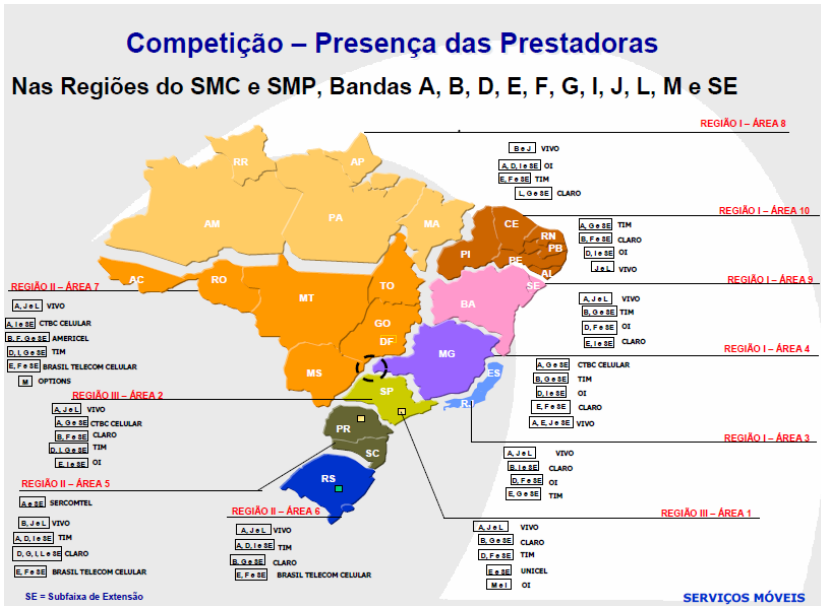 Competição – Presença das Prestadoras
Nas Regiões do SMC e SMP, Bandas A, B, D, E, F, G, I, J, L, M e SE
REGIÃO I – ÁREA 8
B e J VIVO
A, D, I e SE OI
E, F e SE TIM
L, G e SE CLARO
REGIÃO I – ÁREA 10
A, G e SE TIM
B, F e SE CLARO
D, I e SE OI
J e L VIVO
REGIÃO I – ÁREA 9
A, J e L VIVO
B, G e SE TIM
D, F e SE OI
E, I e SE CLARO
REGIÃO I – ÁREA 4
A, G e SE CTBC CELULAR
B, G e SE TIM
D, I e SE OI
E, F e SE CLARO
A, E, J e SE VIVO
REGIÃO I – ÁREA 3
A, J e L VIVO
B, I e SE CLARO
D, F e SE OI
E, G e SE TIM
REGIÃO III – ÁREA 1
A, J e L VIVO
B, G e SE CLARO
D, F e SE TIM
E e SE UNICEL
M e I OI
REGIÃO II – ÁREA 7
A, J e L VIVO
A, I e SE CTBC CELULAR
B, F, G e SE AMERICEL
D, I, G e SE TIM
E, F e SE BRASIL TELECOM CELULAR
M OPTIONS
REGIÃO III – ÁREA 2
A, J e L VIVO
A, G e SE CTBC CELULAR
B, F e SE CLARO
D, I, G e SE TIM
E, I e SE OI
REGIÃO II – ÁREA 5
A e SE SERCOMTEL
B, J e L VIVO
A, D, I e SE TIM
D, G, I, L e SE CLARO
E, F e SE BRASIL TELECOM CELULAR
REGIÃO II – ÁREA 6
A, J e L VIVO
A, D, I e SE TIM
B, G e SE CLARO
E, F e SE BRASIL TELECOM CELULAR
RR
AP
AM
PA
MA
CE
RN
PB
PE
AL
PI
SE
BA
AC
RO
MT
TO
GO
DF
MG
ES
MS
SP
RJ
PR
SC
RS
SE = Subfaixa de Extensão
SERVIÇOS MÓVEIS